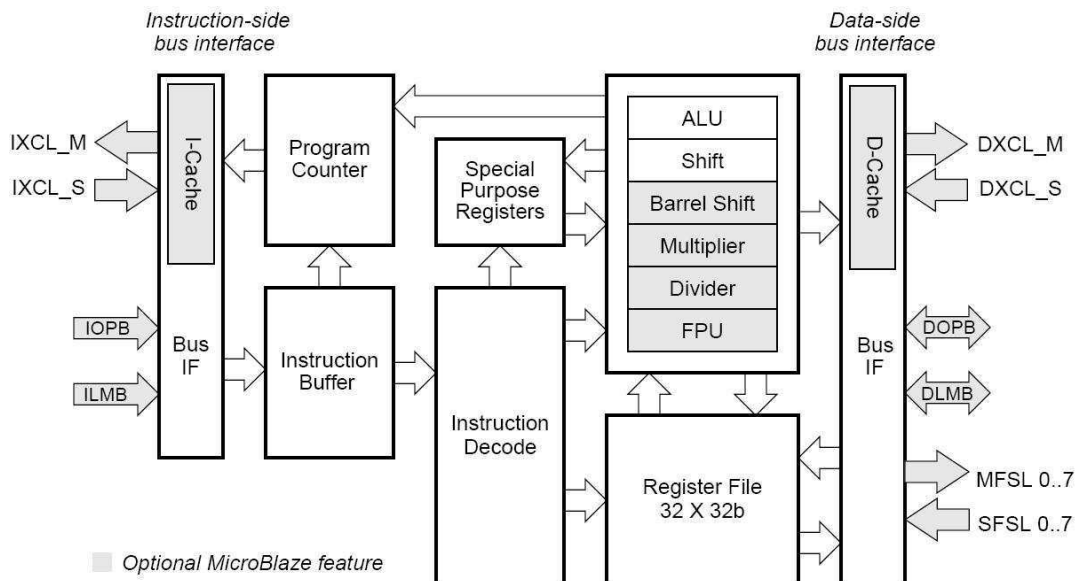 Instruction-side
bus interface
Data-side
bus interface
IXCL_M
IXCL_S
I-Cache
Program
Counter
Special
Purpose
Registers
ALU
Shift
Barrel Shift
Multiplier
Divider
FPU
D-Cache
DXCL_M
DXCL_S
IOPB
ILMB
Bus
IF
Instruction
Buffer
Instruction
Decode
Register File
32 X 32b
Bus
IF
DOPB
DLMB
MFSL 0..7
SFSL 0..7
Optional MicroBlaze feature